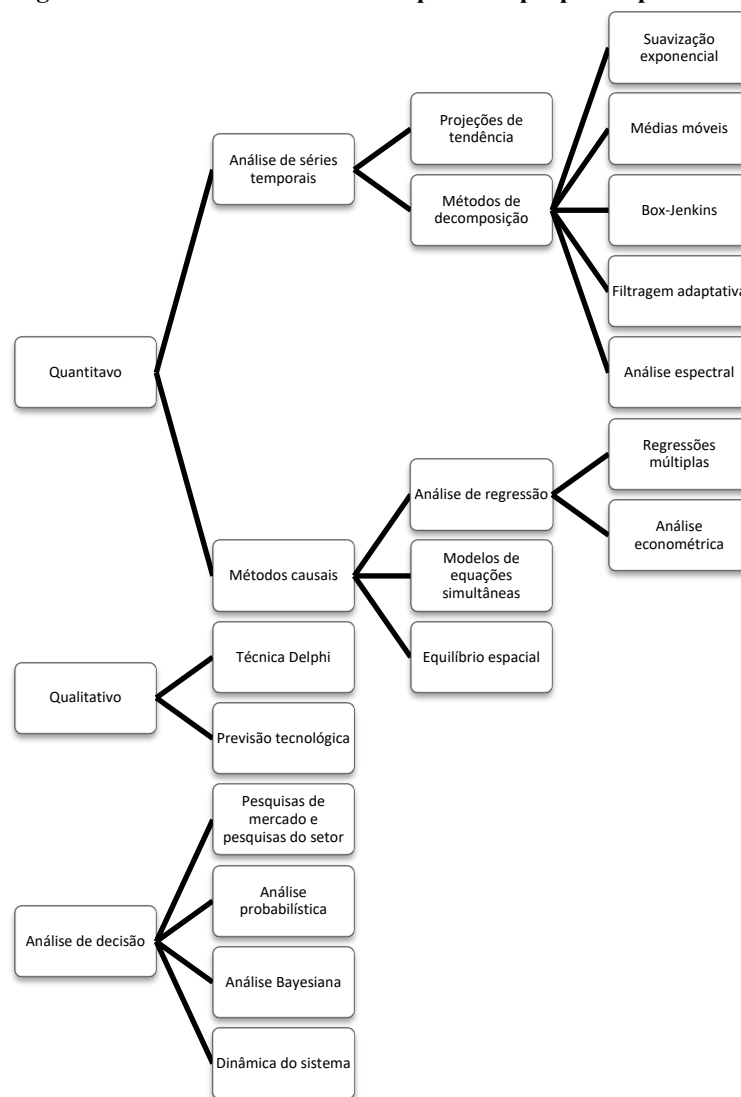 Suavização
exponencial
Projeções de
tendência
Médias móveis
Análise de séries
temporais
Métodos de
decomposição
Box-Jenkins
Filtragem adaptativa
Quantitavo
Análise espectral
Regressões
múltiplas
Análise de regressão
Análise
econométrica
Métodos causais
Modelos de
equações
simultâneas
Equilíbrio espacial
Qualitativo
Técnica Delphi
Previsão tecnológica
Análise de decisão
Pesquisas de
mercado e
pesquisas do setor
Análise
probabilística
Análise Bayesiana
Dinâmica do sistema